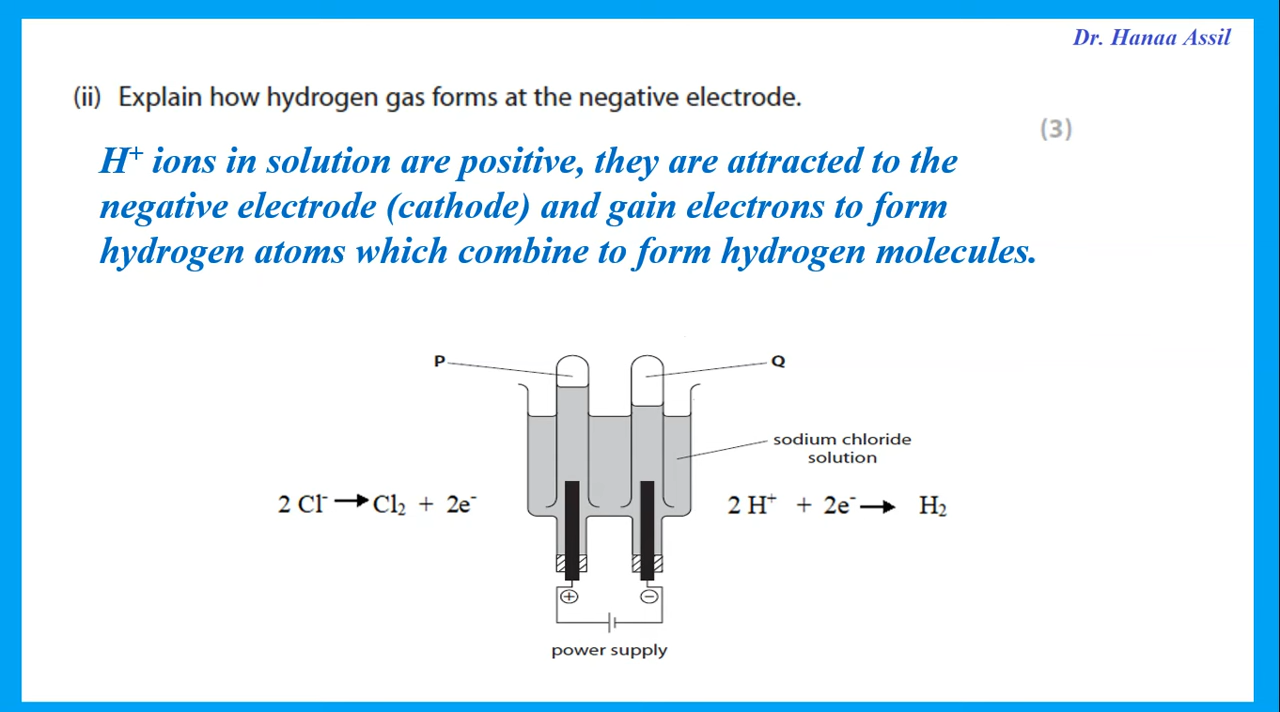 Dr. Hanaa Assil
(ii) Explain how hydrogen gas forms at the negative electrode.
(3)
H⁺ ions in solution are positive, they are attracted to the
negative electrode (cathode) and gain electrons to form
hydrogen atoms which combine to form hydrogen molecules.
P
Q
sodium chloride
solution
2 Cl⁻ → Cl₂ + 2e⁻
2 H⁺ + 2e⁻ → H₂
+
−
power supply